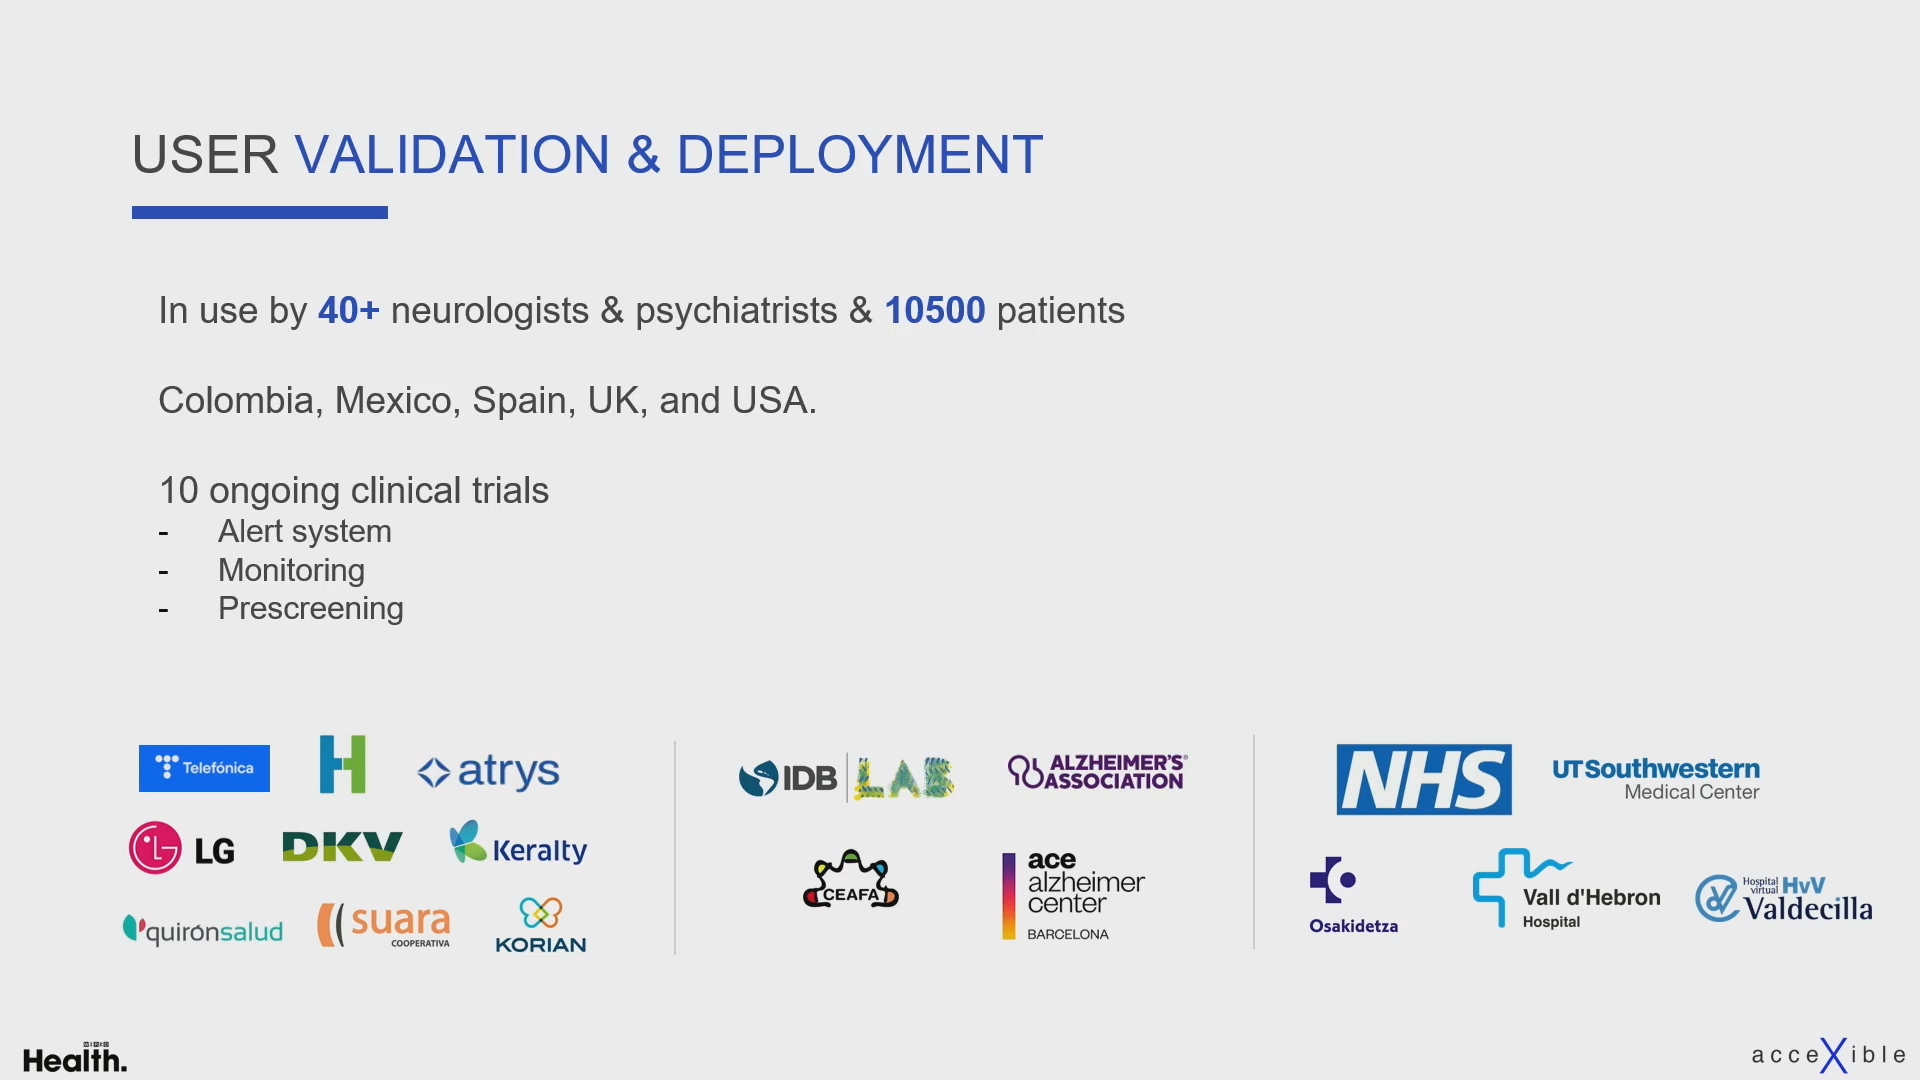 USER VALIDATION & DEPLOYMENT
In use by 40+ neurologists & psychiatrists & 10500 patients
Colombia, Mexico, Spain, UK, and USA.
10 ongoing clinical trials
- Alert system
- Monitoring
- Prescreening
Telefónica
H
atrys
LG
DKV
Keralty
quirónsalud
suara
COOPERATIVA
KORIAN
IDB LAB
ALZHEIMER'S
ASSOCIATION®
CEAFA
ace
alzheimer
center
BARCELONA
NHS
UTSouthwestern
Medical Center
Osakidetza
Vall d'Hebron
Hospital
Hospital
virtual HvV
Valdecilla
WIRED
Health.
acceXible